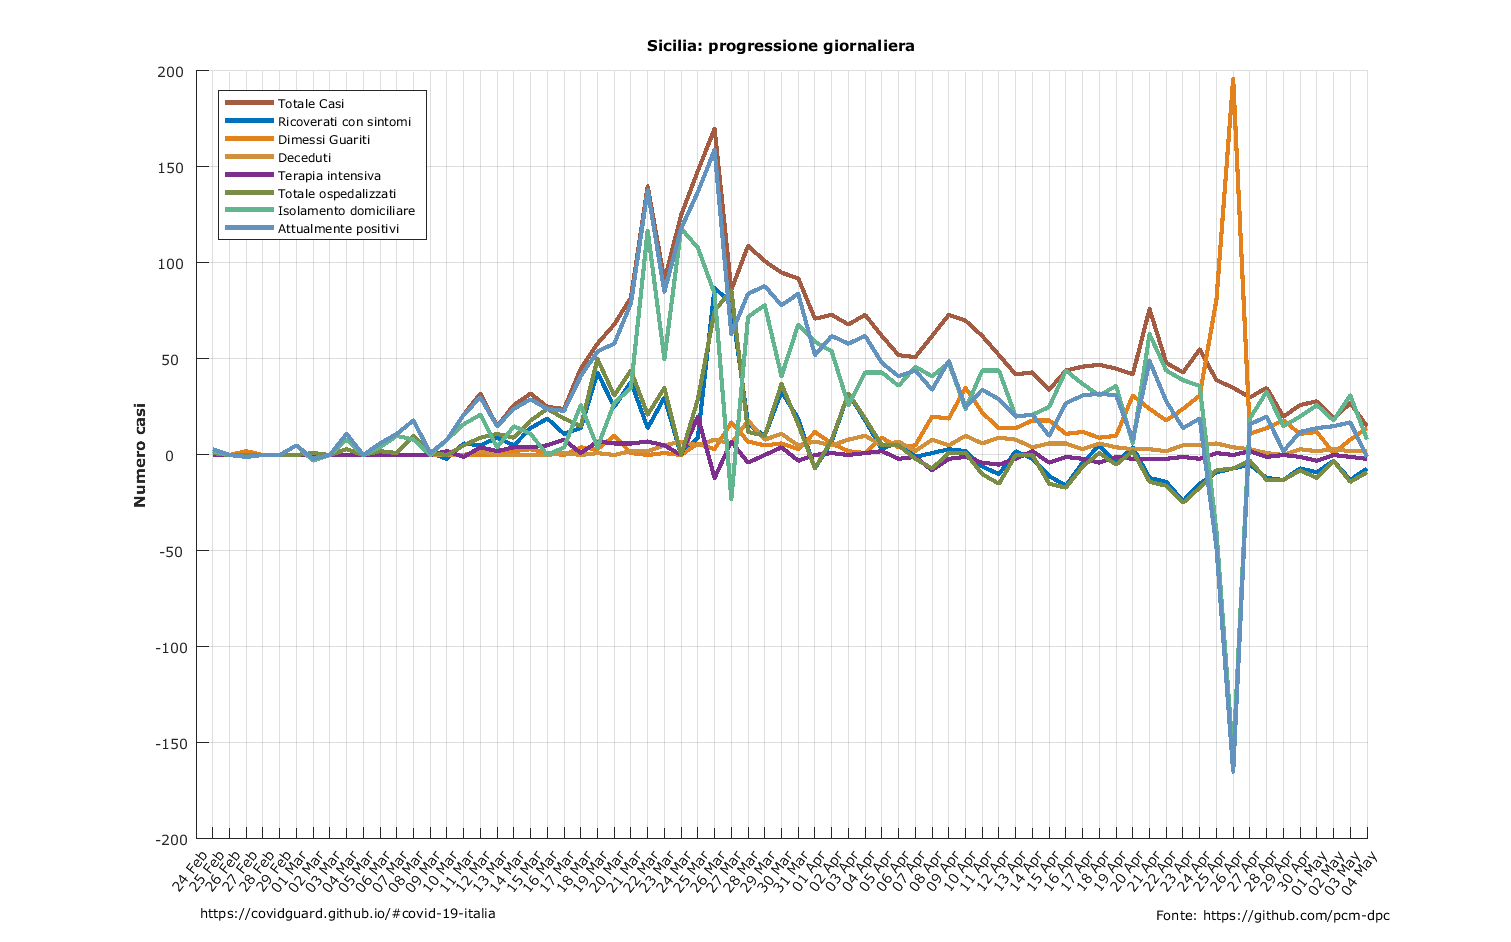 Sicilia: progressione giornaliera
200
150
100
50
0
-50
-100
-150
-200
Numero casi
Totale Casi
Ricoverati con sintomi
Dimessi Guariti
Deceduti
Terapia intensiva
Totale ospedalizzati
Isolamento domiciliare
Attualmente positivi
24 Feb
25 Feb
26 Feb
27 Feb
28 Feb
29 Feb
01 Mar
02 Mar
03 Mar
04 Mar
05 Mar
06 Mar
07 Mar
08 Mar
09 Mar
10 Mar
11 Mar
12 Mar
13 Mar
14 Mar
15 Mar
16 Mar
17 Mar
18 Mar
19 Mar
20 Mar
21 Mar
22 Mar
23 Mar
24 Mar
25 Mar
26 Mar
27 Mar
28 Mar
29 Mar
30 Mar
31 Mar
01 Apr
02 Apr
03 Apr
04 Apr
05 Apr
06 Apr
07 Apr
08 Apr
09 Apr
10 Apr
11 Apr
12 Apr
13 Apr
14 Apr
15 Apr
16 Apr
17 Apr
18 Apr
19 Apr
20 Apr
21 Apr
22 Apr
23 Apr
24 Apr
25 Apr
26 Apr
27 Apr
28 Apr
29 Apr
30 Apr
01 May
02 May
03 May
04 May
https://covidguard.github.io/#covid-19-italia
Fonte: https://github.com/pcm-dpc